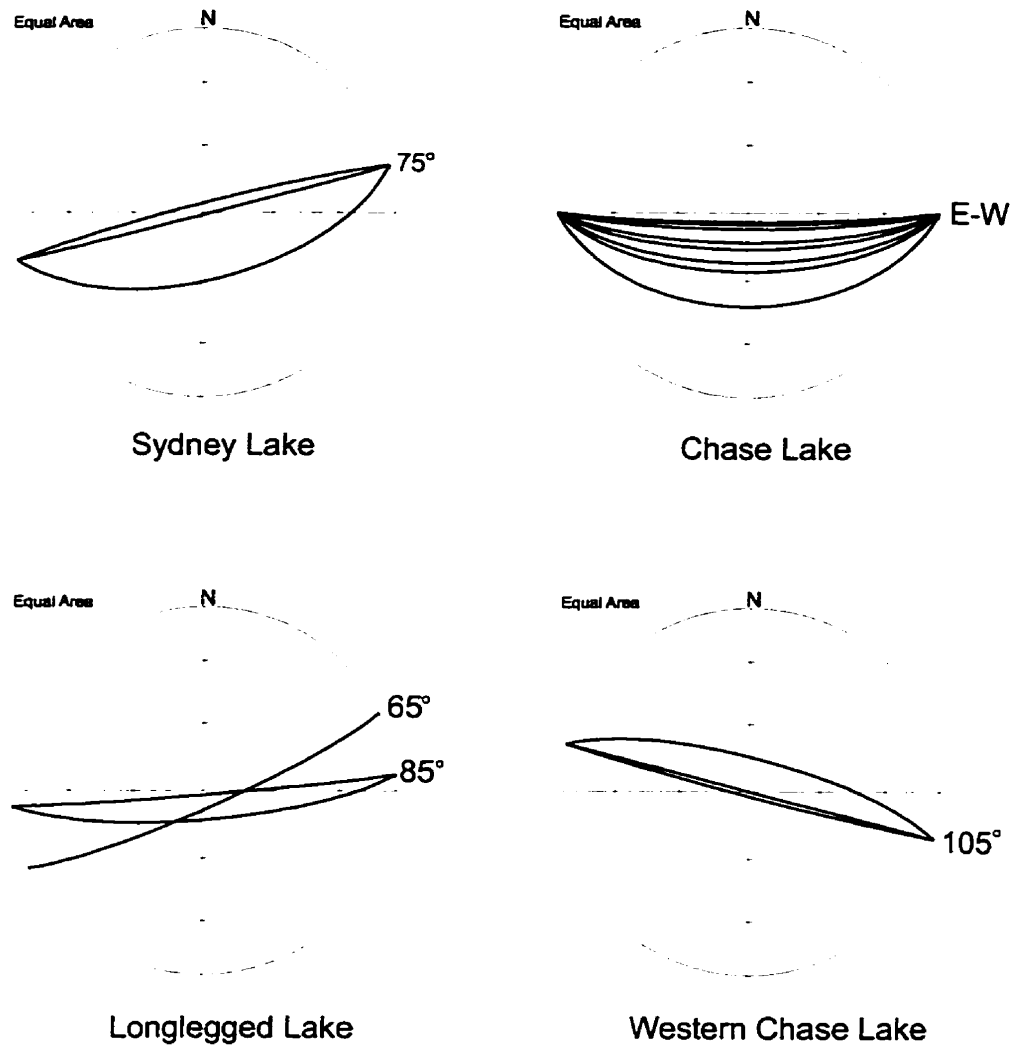 Equal Area
N
75°
Sydney Lake
Equal Area
N
E-W
Chase Lake
Equal Area
N
65°
85°
Longlegged Lake
Equal Area
N
105°
Western Chase Lake